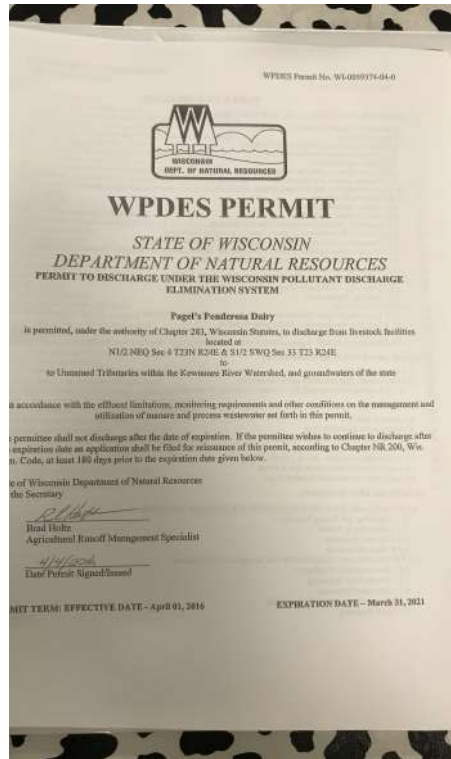 WPDES Permit No. WI-0059374-04-0
WISCONSIN
DEPT. OF NATURAL RESOURCES
WPDES PERMIT
STATE OF WISCONSIN
DEPARTMENT OF NATURAL RESOURCES
PERMIT TO DISCHARGE UNDER THE WISCONSIN POLLUTANT DISCHARGE
ELIMINATION SYSTEM
Pagel's Ponderosa Dairy
is permitted, under the authority of Chapter 283, Wisconsin Statutes, to discharge from livestock facilities
located at
N1/2 NEQ Sec 4 T23N R24E & S1/2 SWQ Sec 33 T23 R24E
to
to Unnamed Tributaries within the Kewaunee River Watershed, and groundwaters of the state
n accordance with the effluent limitations, monitoring requirements and other conditions on the management and
utilization of manure and process wastewater set forth in this permit.
permittee shall not discharge after the date of expiration. If the permittee wishes to continue to discharge after
expiration date an application shall be filed for reissuance of this permit, according to Chapter NR 200, Wis.
n. Code, at least 180 days prior to the expiration date given below.
e of Wisconsin Department of Natural Resources
the Secretary
Brad Holtz
Agricultural Runoff Management Specialist
4/4/2016
Date Permit Signed/Issued
MIT TERM: EFFECTIVE DATE - April 01, 2016 EXPIRATION DATE - March 31, 2021